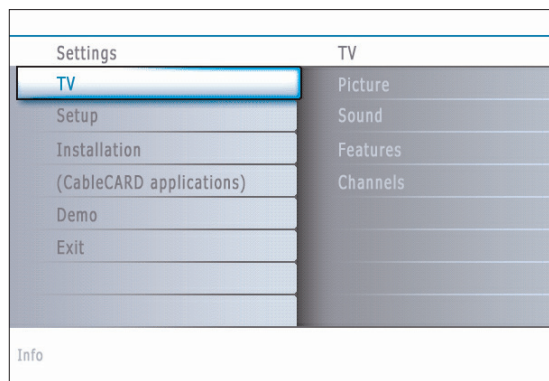 Settings
TV
TV
Setup
Installation
(CableCARD applications)
Demo
Exit
Picture
Sound
Features
Channels
Info